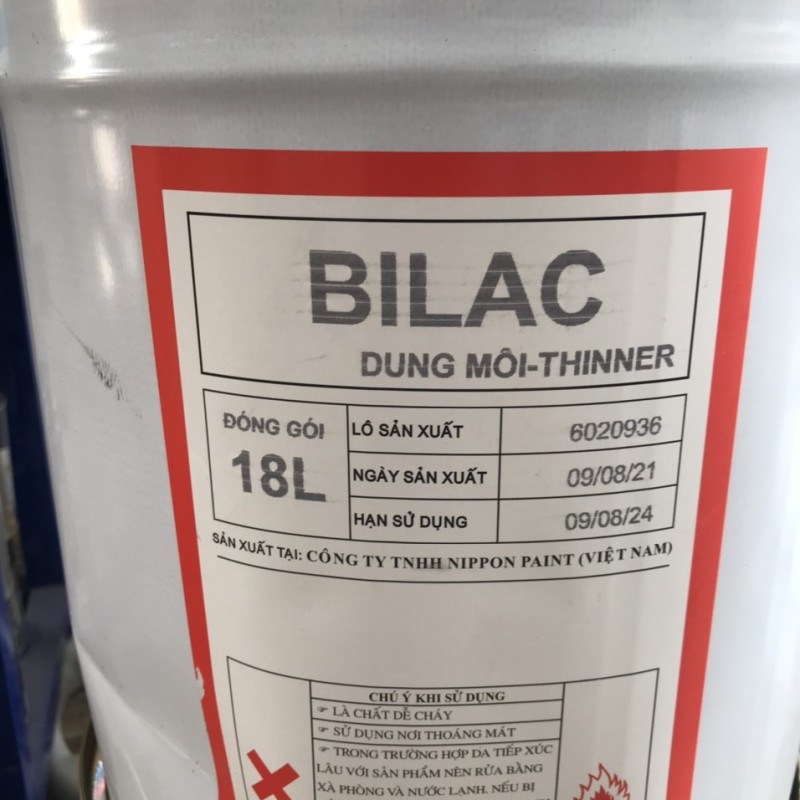 BILAC
DUNG MÔI-THINNER
ĐÓNG GÓI
18L
LÔ SẢN XUẤT 6020936
NGÀY SẢN XUẤT 09/08/21
HẠN SỬ DỤNG 09/08/24
SẢN XUẤT TẠI: CÔNG TY TNHH NIPPON PAINT (VIỆT NAM)
CHÚ Ý KHI SỬ DỤNG
☞ LÀ CHẤT DỄ CHÁY
☞ SỬ DỤNG NƠI THOÁNG MÁT
☞ TRONG TRƯỜNG HỢP DA TIẾP XÚC
LÂU VỚI SẢN PHẨM NÊN RỬA BẰNG
XÀ PHÒNG VÀ NƯỚC LẠNH. NẾU BỊ